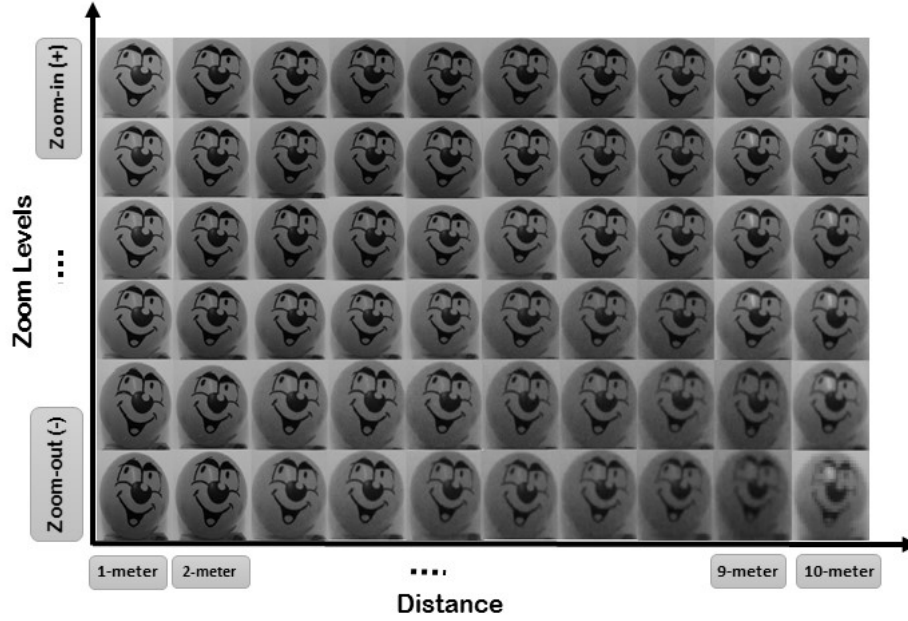 Zoom-in (+)
Zoom Levels
....
Zoom-out (-)
1-meter
2-meter
....
9-meter
10-meter
Distance